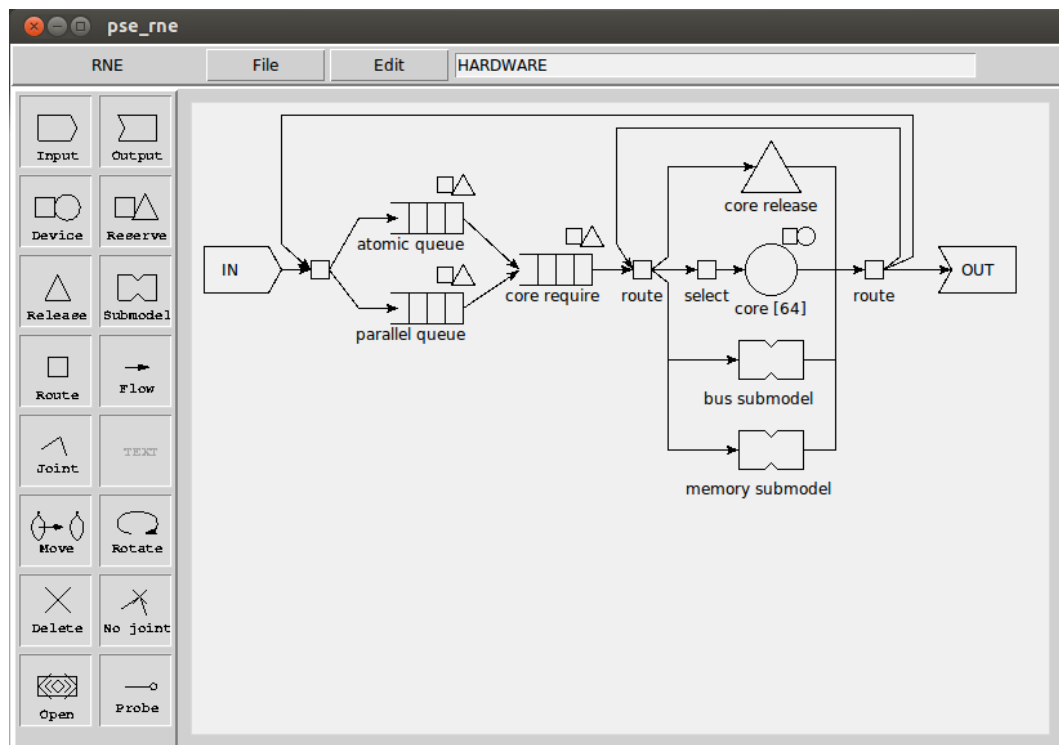 pse_rne
RNE
File
Edit
HARDWARE
Input
Output
Device
Reserve
Release
Submodel
Route
Flow
Joint
TEXT
Move
Rotate
Delete
No joint
Open
Probe
IN
atomic queue
parallel queue
core require
route
select
core release
core [64]
route
OUT
bus submodel
memory submodel